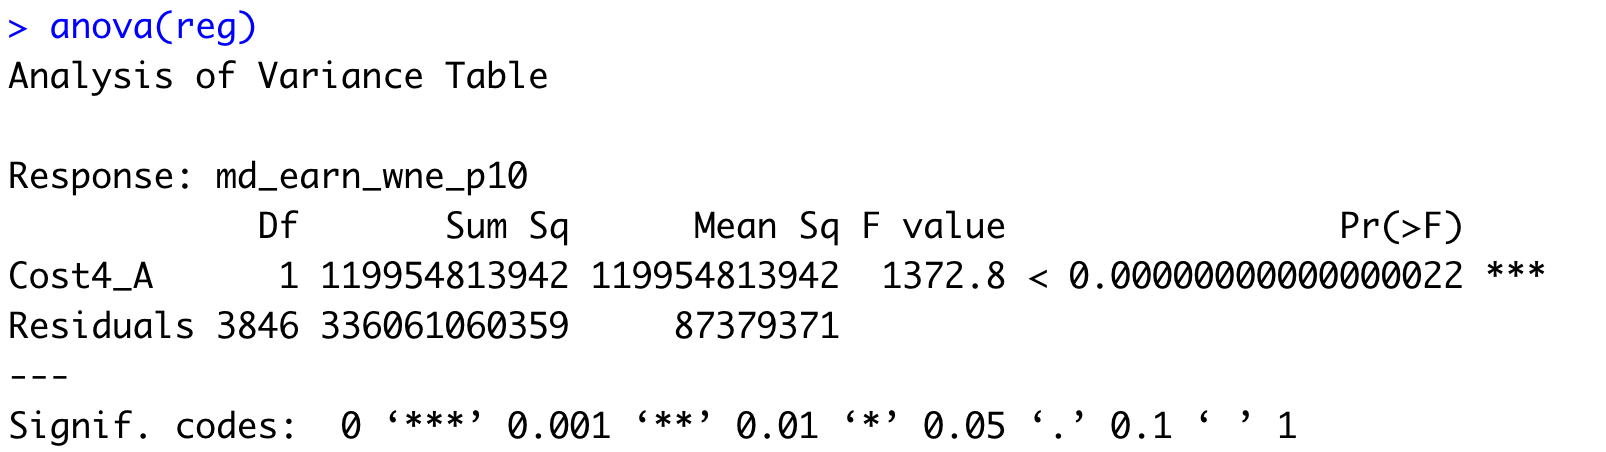 > anova(reg)
Analysis of Variance Table
Response: md_earn_wne_p10
Df Sum Sq Mean Sq F value Pr(>F)
Cost4_A 1 119954813942 119954813942 1372.8 < 0.00000000000000022 ***
Residuals 3846 336061060359 87379371
---
Signif. codes: 0 ‘***’ 0.001 ‘**’ 0.01 ‘*’ 0.05 ‘.’ 0.1 ‘ ’ 1